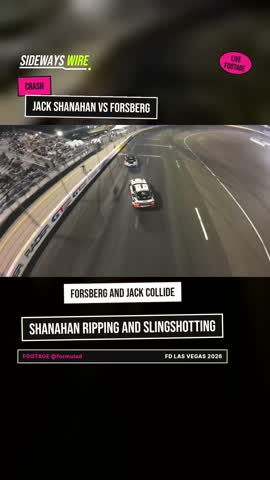 SIDEWAYS WIRE.
LIVE
FOOTAGE
CRASH
JACK SHANAHAN VS FORSBERG
FORSBERG AND JACK COLLIDE
SHANAHAN RIPPING AND SLINGSHOTTING
FOOTAGE @formulad
FD LAS VEGAS 2026